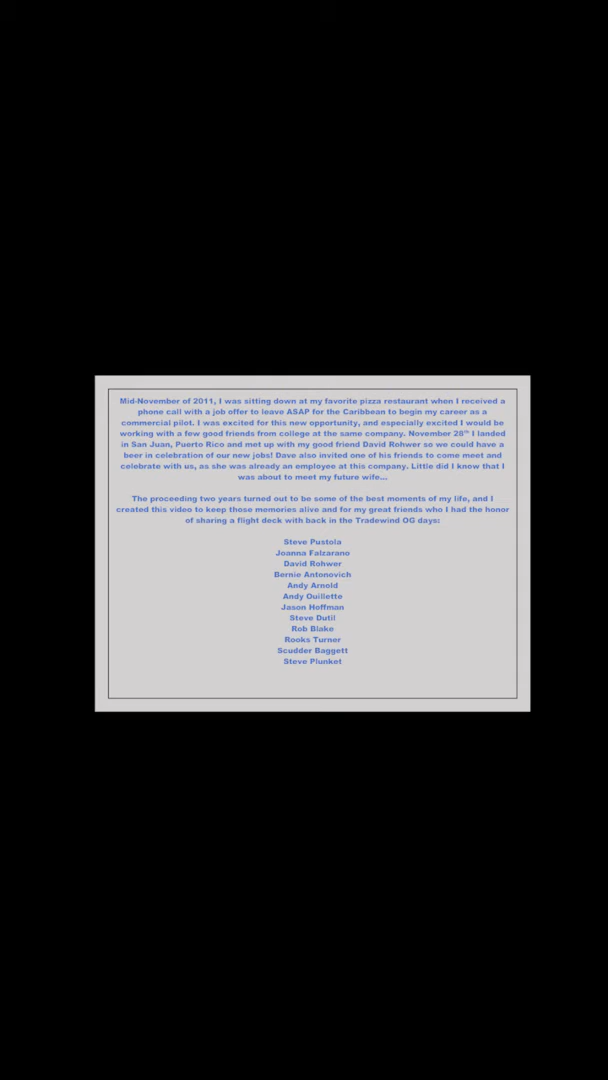 Mid-November of 2011, I was sitting down at my favorite pizza restaurant when I received a
phone call with a job offer to leave ASAP for the Caribbean to begin my career as a
commercial pilot. I was excited for this new opportunity, and especially excited I would be
working with a few good friends from college at the same company. November 28th I landed
in San Juan, Puerto Rico and met up with my good friend David Rohwer so we could have a
beer in celebration of our new jobs! Dave also invited one of his friends to come meet and
celebrate with us, as she was already an employee at this company. Little did I know that I
was about to meet my future wife...
The proceeding two years turned out to be some of the best moments of my life, and I
created this video to keep those memories alive and for my great friends who I had the honor
of sharing a flight deck with back in the Tradewind OG days:
Steve Pustola
Joanna Falzarano
David Rohwer
Bernie Antonovich
Andy Arnold
Andy Ouillette
Jason Hoffman
Steve Dutil
Rob Blake
Rooks Turner
Scudder Baggett
Steve Plunket